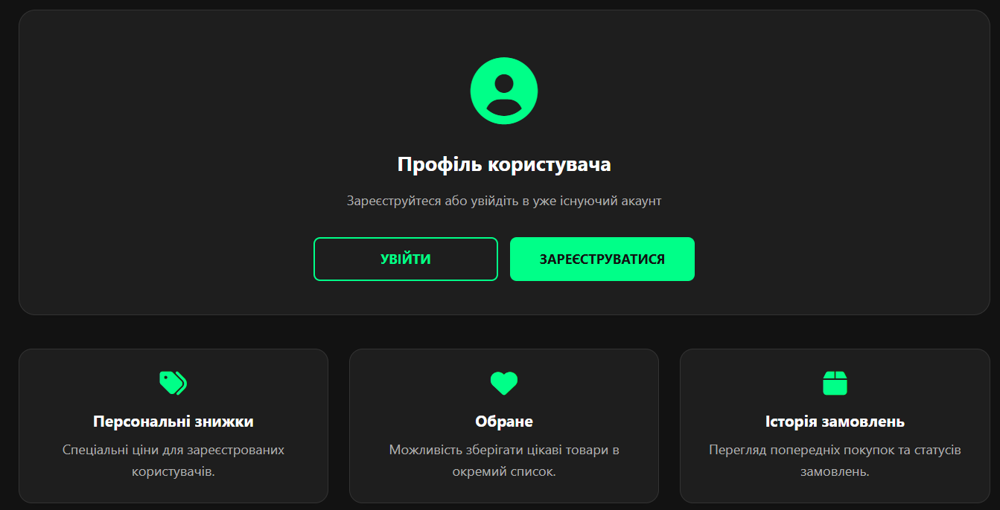 Профіль користувача
Зареєструйтеся або увійдіть в уже існуючий акаунт
УВІЙТИ
ЗАРЕЄСТРУВАТИСЯ
Персональні знижки
Спеціальні ціни для зареєстрованих
користувачів.
Обране
Можливість зберігати цікаві товари в
окремий список.
Історія замовлень
Перегляд попередніх покупок та статусів
замовлень.